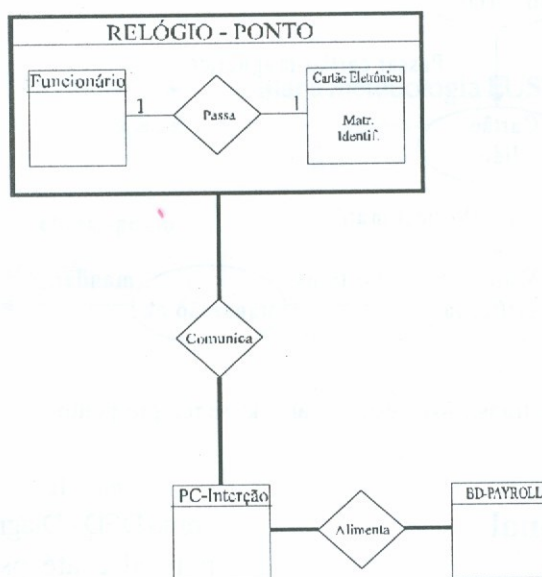 RELÓGIO - PONTO
Funcionário
Cartão Eletrônico
1
Passa
1
Matr.
Identif.
Comunica
PC-Interção
BD-PAYROLL
Alimenta